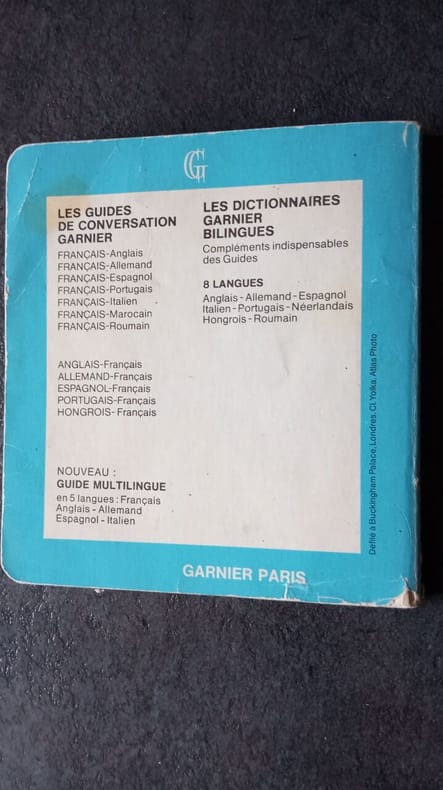 G
LES GUIDES
DE CONVERSATION
GARNIER
FRANÇAIS-Anglais
FRANÇAIS-Allemand
FRANÇAIS-Espagnol
FRANÇAIS-Portugais
FRANÇAIS-Italien
FRANÇAIS-Marocain
FRANÇAIS-Roumain
ANGLAIS-Français
ALLEMAND-Français
ESPAGNOL-Français
PORTUGAIS-Français
HONGROIS-Français
NOUVEAU :
GUIDE MULTILINGUE
en 5 langues : Français
Anglais - Allemand
Espagnol - Italien
LES DICTIONNAIRES
GARNIER
BILINGUES
Compléments indispensables
des Guides
8 LANGUES
Anglais - Allemand - Espagnol
Italien - Portugais - Néerlandais
Hongrois - Roumain
Defilé à Buckingham Palace, Londres. Cl. Yolka, Atlas Photo
GARNIER PARIS